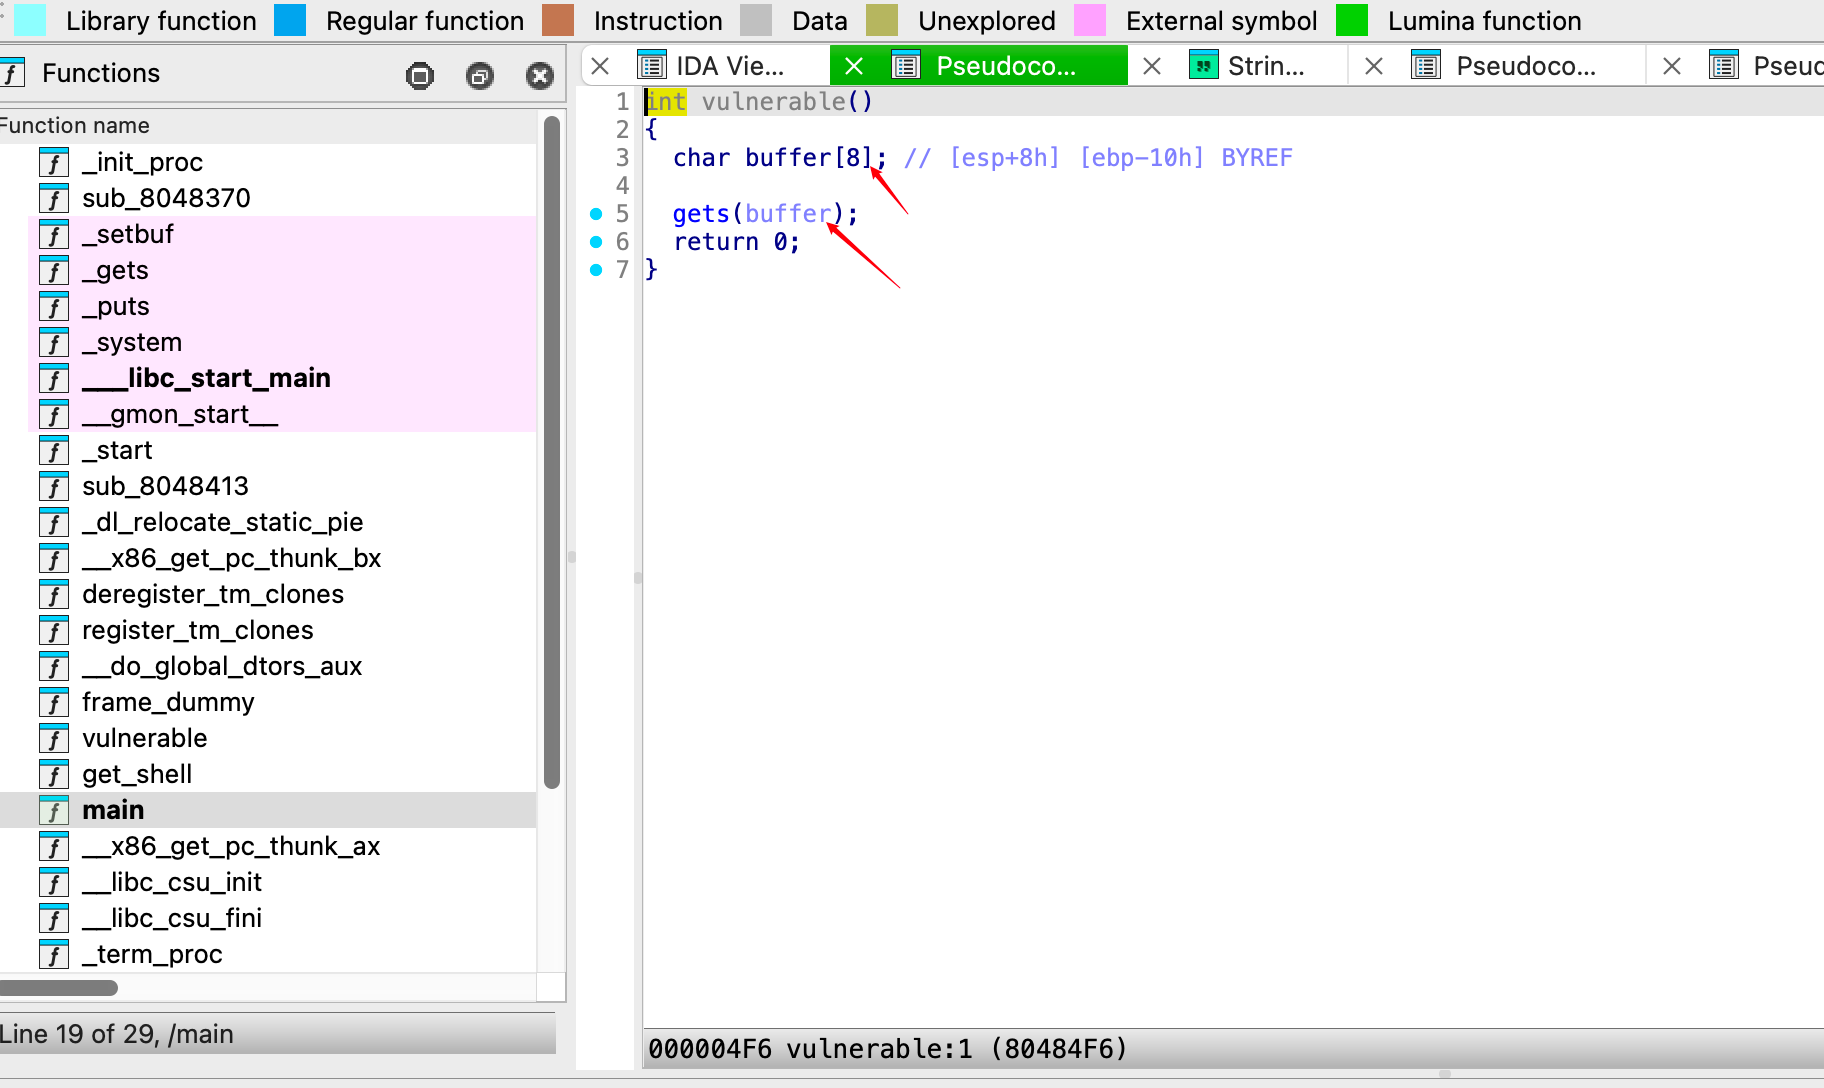 Library function Regular function Instruction Data Unexplored External symbol Lumina function
Functions
IDA Vie... Pseudoco... Strin... Pseudoco... Pseud
Function name
_init_proc
sub_8048370
_setbuf
_gets
_puts
_system
___libc_start_main
__gmon_start__
_start
sub_8048413
_dl_relocate_static_pie
__x86_get_pc_thunk_bx
deregister_tm_clones
register_tm_clones
__do_global_dtors_aux
frame_dummy
vulnerable
get_shell
main
__x86_get_pc_thunk_ax
__libc_csu_init
__libc_csu_fini
_term_proc
Line 19 of 29, /main
1 int vulnerable()
2 {
3 char buffer[8]; // [esp+8h] [ebp-10h] BYREF
4
5 gets(buffer);
6 return 0;
7 }
000004F6 vulnerable:1 (80484F6)